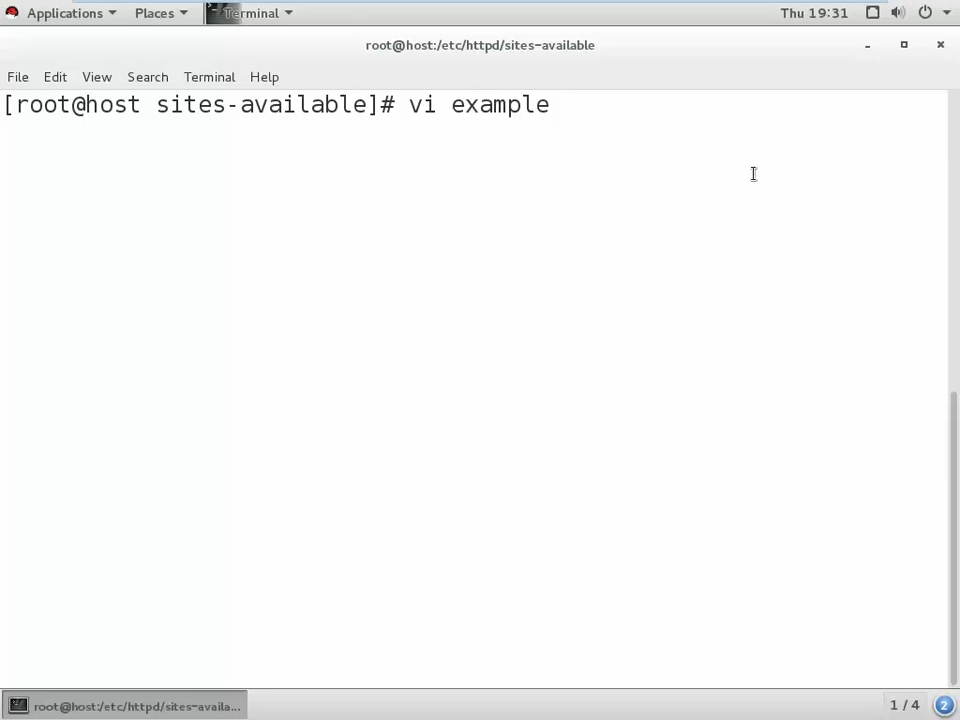 Applications Places Terminal Thu 19:31
root@host:/etc/httpd/sites-available
File Edit View Search Terminal Help
[root@host sites-available]# vi example
root@host:/etc/httpd/sites-availa... 1 / 4 2